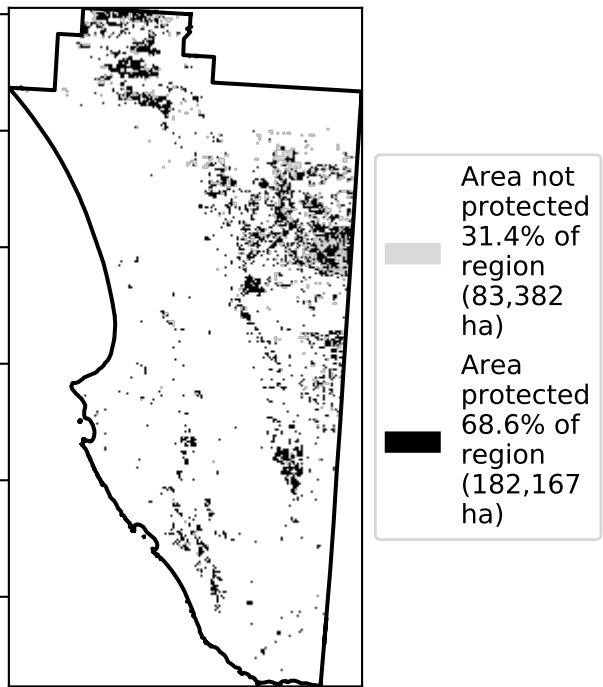 Area not
protected
31.4% of
region
(83,382
ha)
Area
protected
68.6% of
region
(182,167
ha)